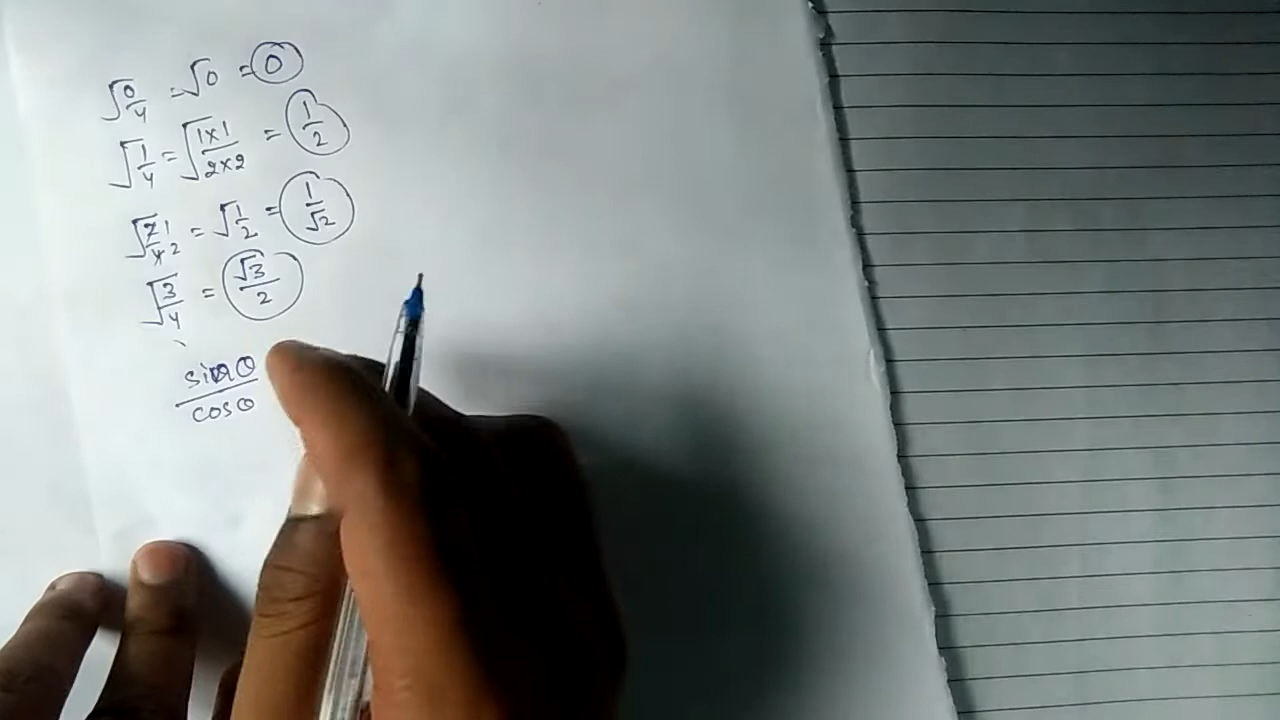 √0/4 = √0 = 0
√1/4 = √1×1/2×2 = 1/2
√2/4 1 2 = √1/2 = 1/√2
√3/4 = √3/2
sinθ
cosθ